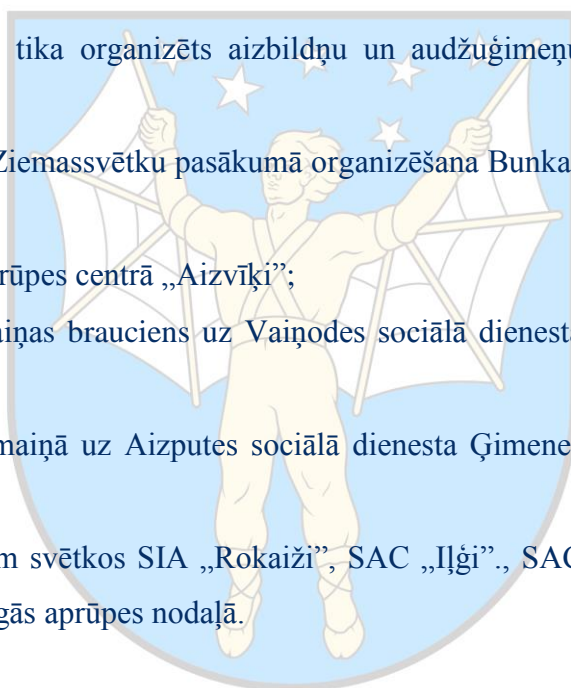 tika organizēts aizbildņu un audžuģimeņu
Ziemassvētku pasākumā organizēšana Bunka
rūpes centrā „Aizvīķi”;
aiņas brauciens uz Vaiņodes sociālā dienesta
maiņā uz Aizputes sociālā dienesta Ģimene
m svētkos SIA „Rokaiži”, SAC „Iļģi”., SAC
gās aprūpes nodaļā.